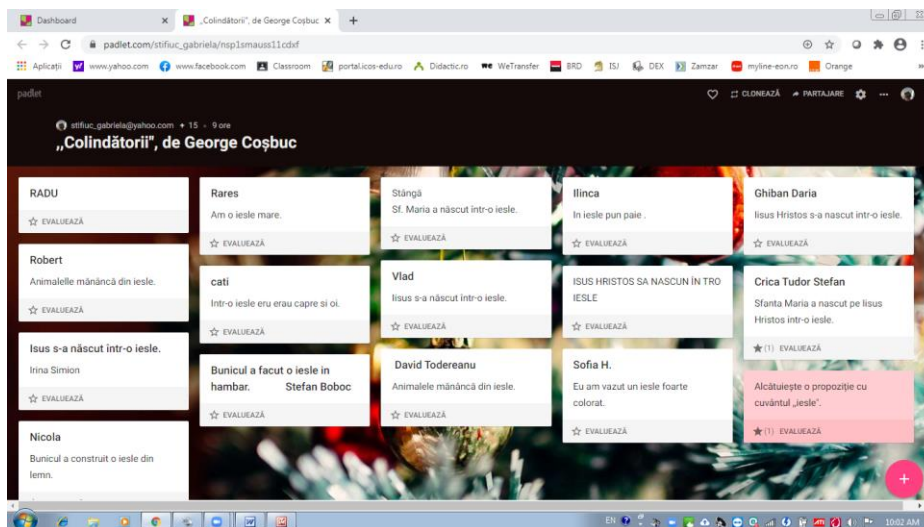 Dashboard
„Colindătorii", de George Coșbuc
padlet.com/stifiuc_gabriela/nsp1smauss11cdxf
Aplicații www.yahoo.com www.facebook.com Classroom portal.icos-edu.ro Didactic.ro WeTransfer BRD ISJ DEX Zamzar myline-eon.ro Orange
padlet
CLONEAZĂ PARTAJARE
stifiuc_gabriela@yahoo.com + 15 · 9 ore
,,Colindătorii", de George Coșbuc
RADU
EVALUEAZĂ
Robert
Animalelle mănâncă din iesle.
EVALUEAZĂ
Isus s-a născut intr-o iesle.
Irina Simion
EVALUEAZĂ
Nicola
Bunicul a construit o iesle din
lemn.
Rares
Am o iesle mare.
EVALUEAZĂ
cati
Intr-o iesle eru erau capre si oi.
EVALUEAZĂ
Bunicul a facut o iesle in
hambar. Stefan Boboc
EVALUEAZĂ
Stângă
Sf. Maria a născut intr-o iesle.
EVALUEAZĂ
Vlad
Iisus s-a născut intr-o iesle.
EVALUEAZĂ
David Todereanu
Animalele mănâncă din iesle.
EVALUEAZĂ
Ilinca
In iesle pun paie .
EVALUEAZĂ
ISUS HRISTOS SA NASCUN ÎN TRO
IESLE
EVALUEAZĂ
Sofia H.
Eu am vazut un iesle foarte
colorat.
EVALUEAZĂ
Ghiban Daria
Iisus Hristos s-a nascut intr-o iesle.
EVALUEAZĂ
Crica Tudor Stefan
Sfanta Maria a nascut pe Iisus
Hristos intr-o iesle.
(1) EVALUEAZĂ
Alcătuiește o propoziție cu
cuvântul „iesle".
(1) EVALUEAZĂ
EN 10:02 AM